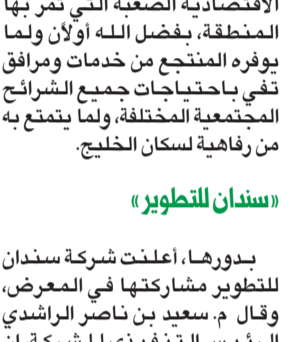 الاقتصادية الصعبة التي تمر بها
المنطقة، بفضل الله أولأن ولما
يوفره المنتجع من خدمات ومرافق
تفي باحتياجات جميع الشرائح
المجتمعية المختلفة، ولما يتمتع به
من رفاهية لسكان الخليج.
«سندان للتطوير»
بدورها، أعلنت شركة سندان
للتطوير مشاركتها في المعرض،
وقال م. سعيد بن ناصر الراشدي